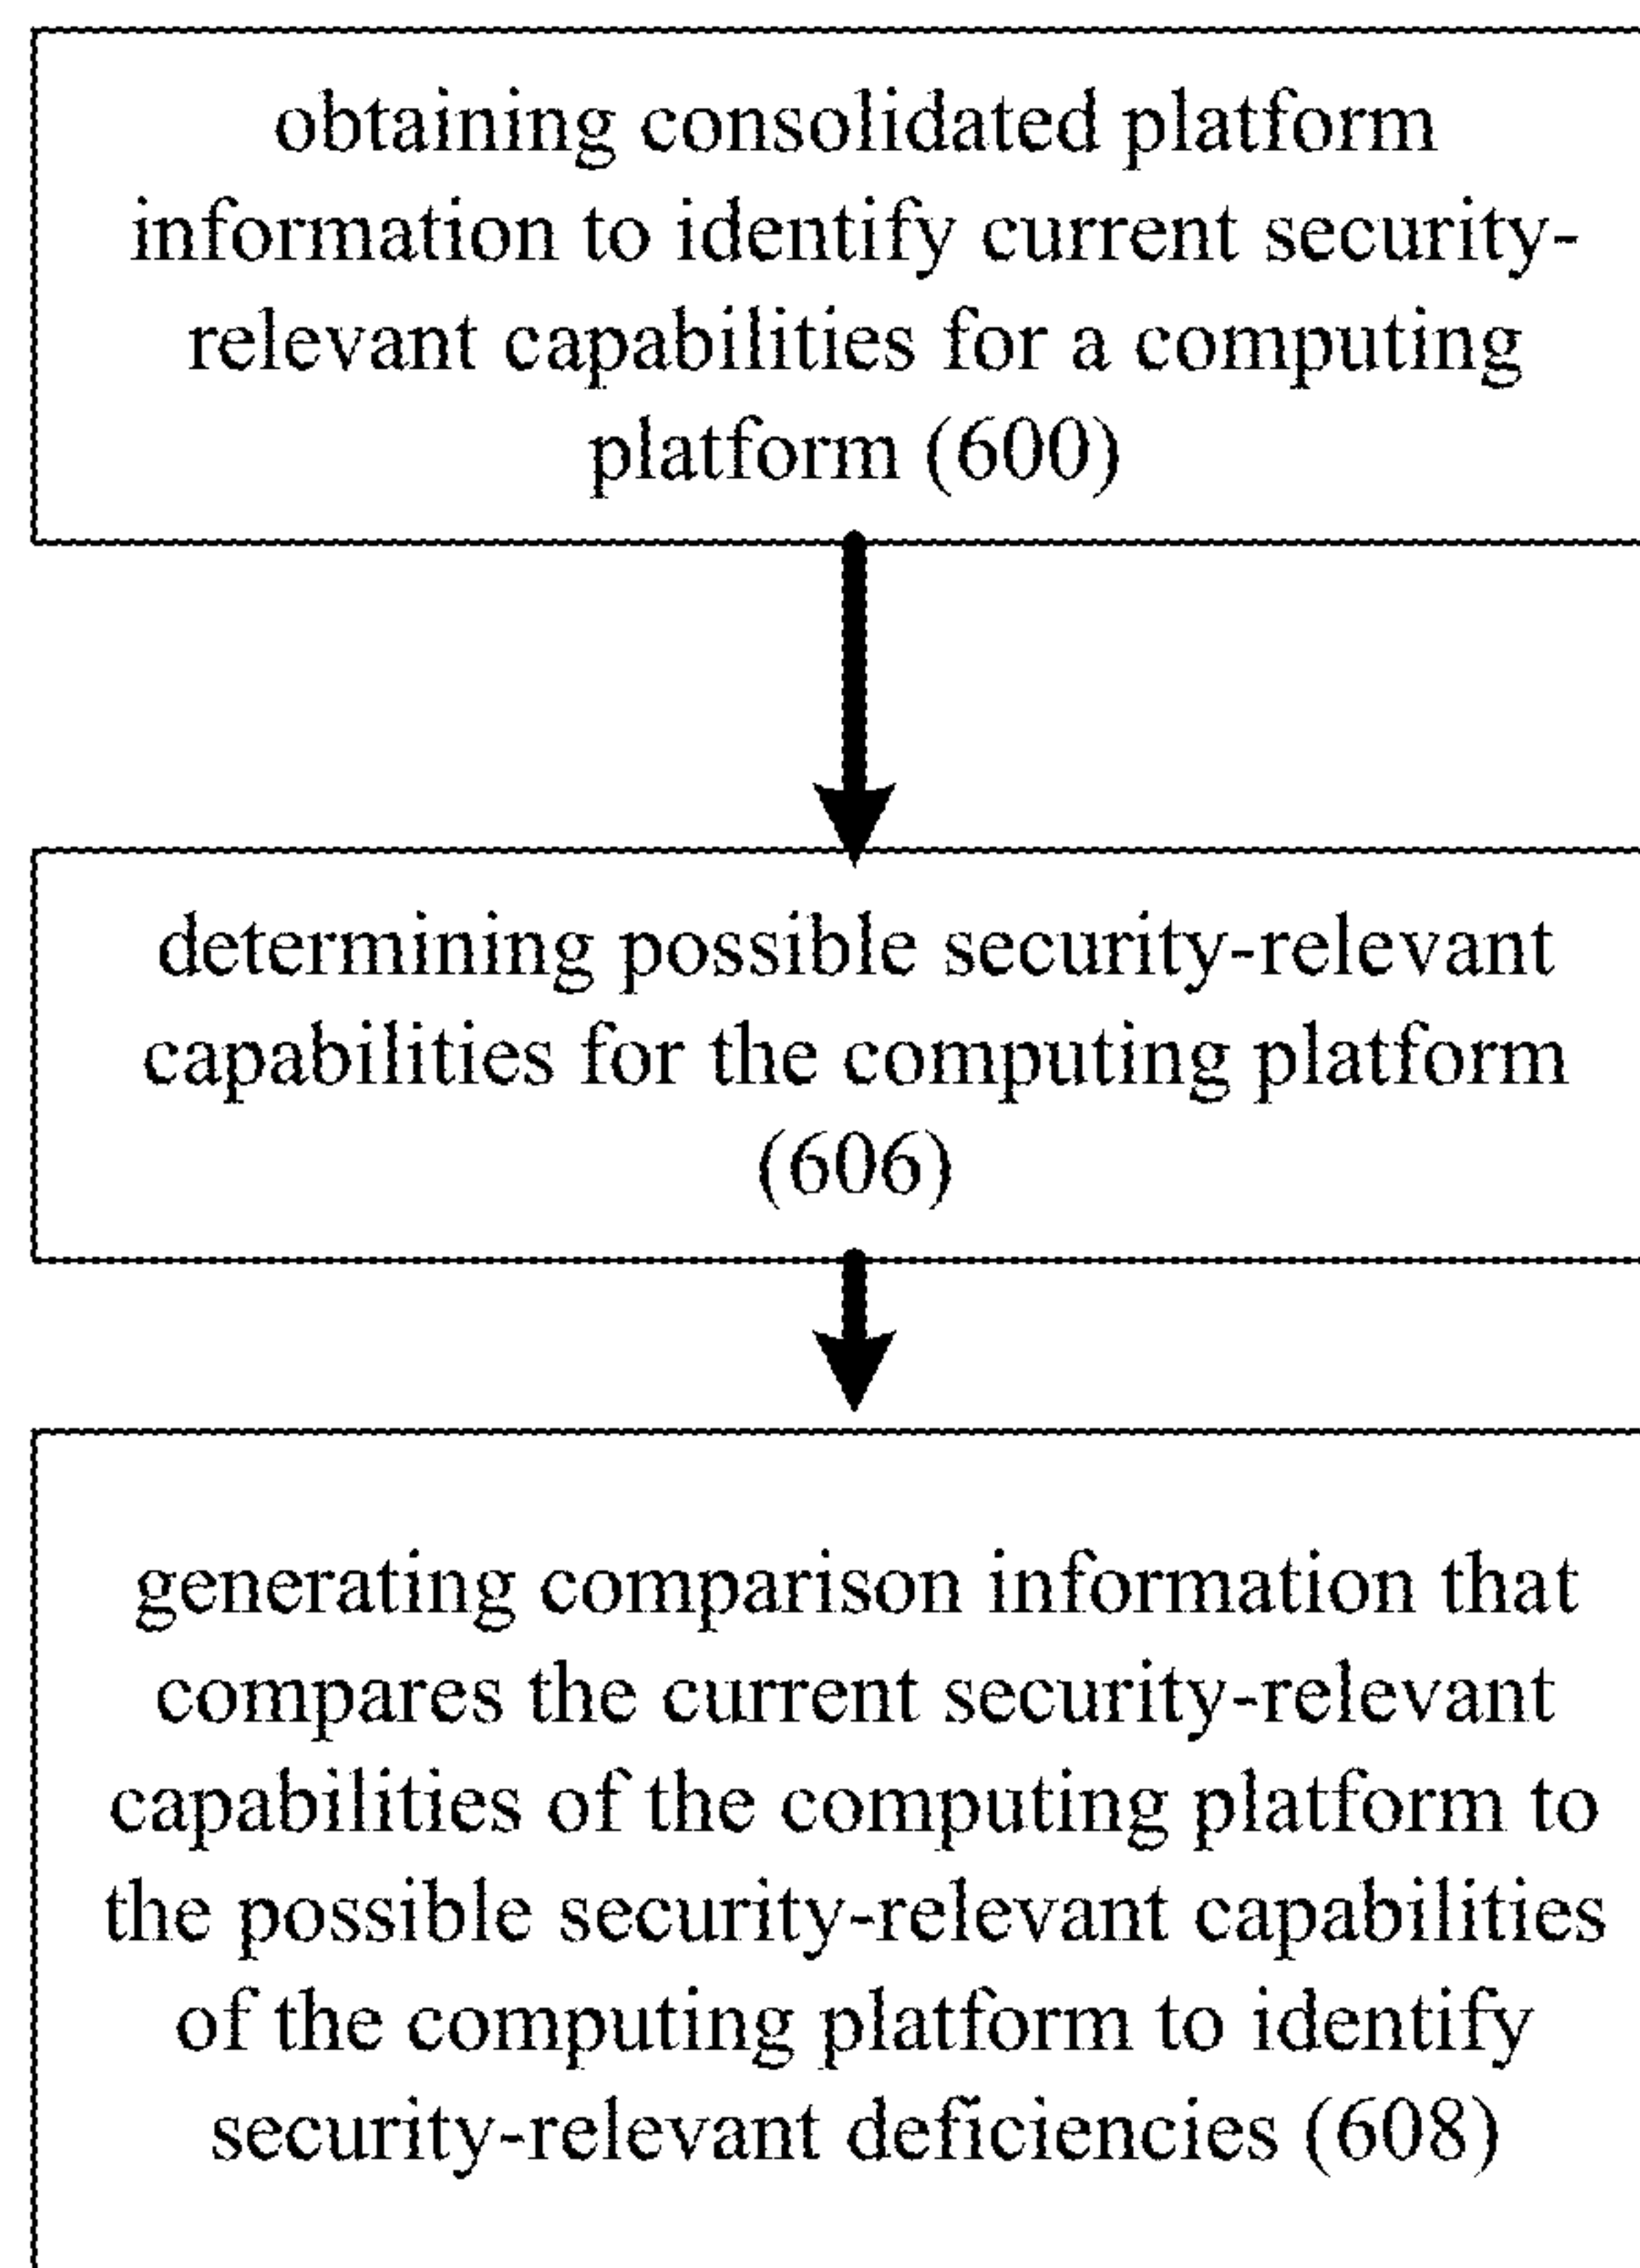 obtaining consolidated platform
information to identify current security-
relevant capabilities for a computing
platform (600)
determining possible security-relevant
capabilities for the computing platform
(606)
generating comparison information that
compares the current security-relevant
capabilities of the computing platform to
the possible security-relevant capabilities
of the computing platform to identify
security-relevant deficiencies (608)